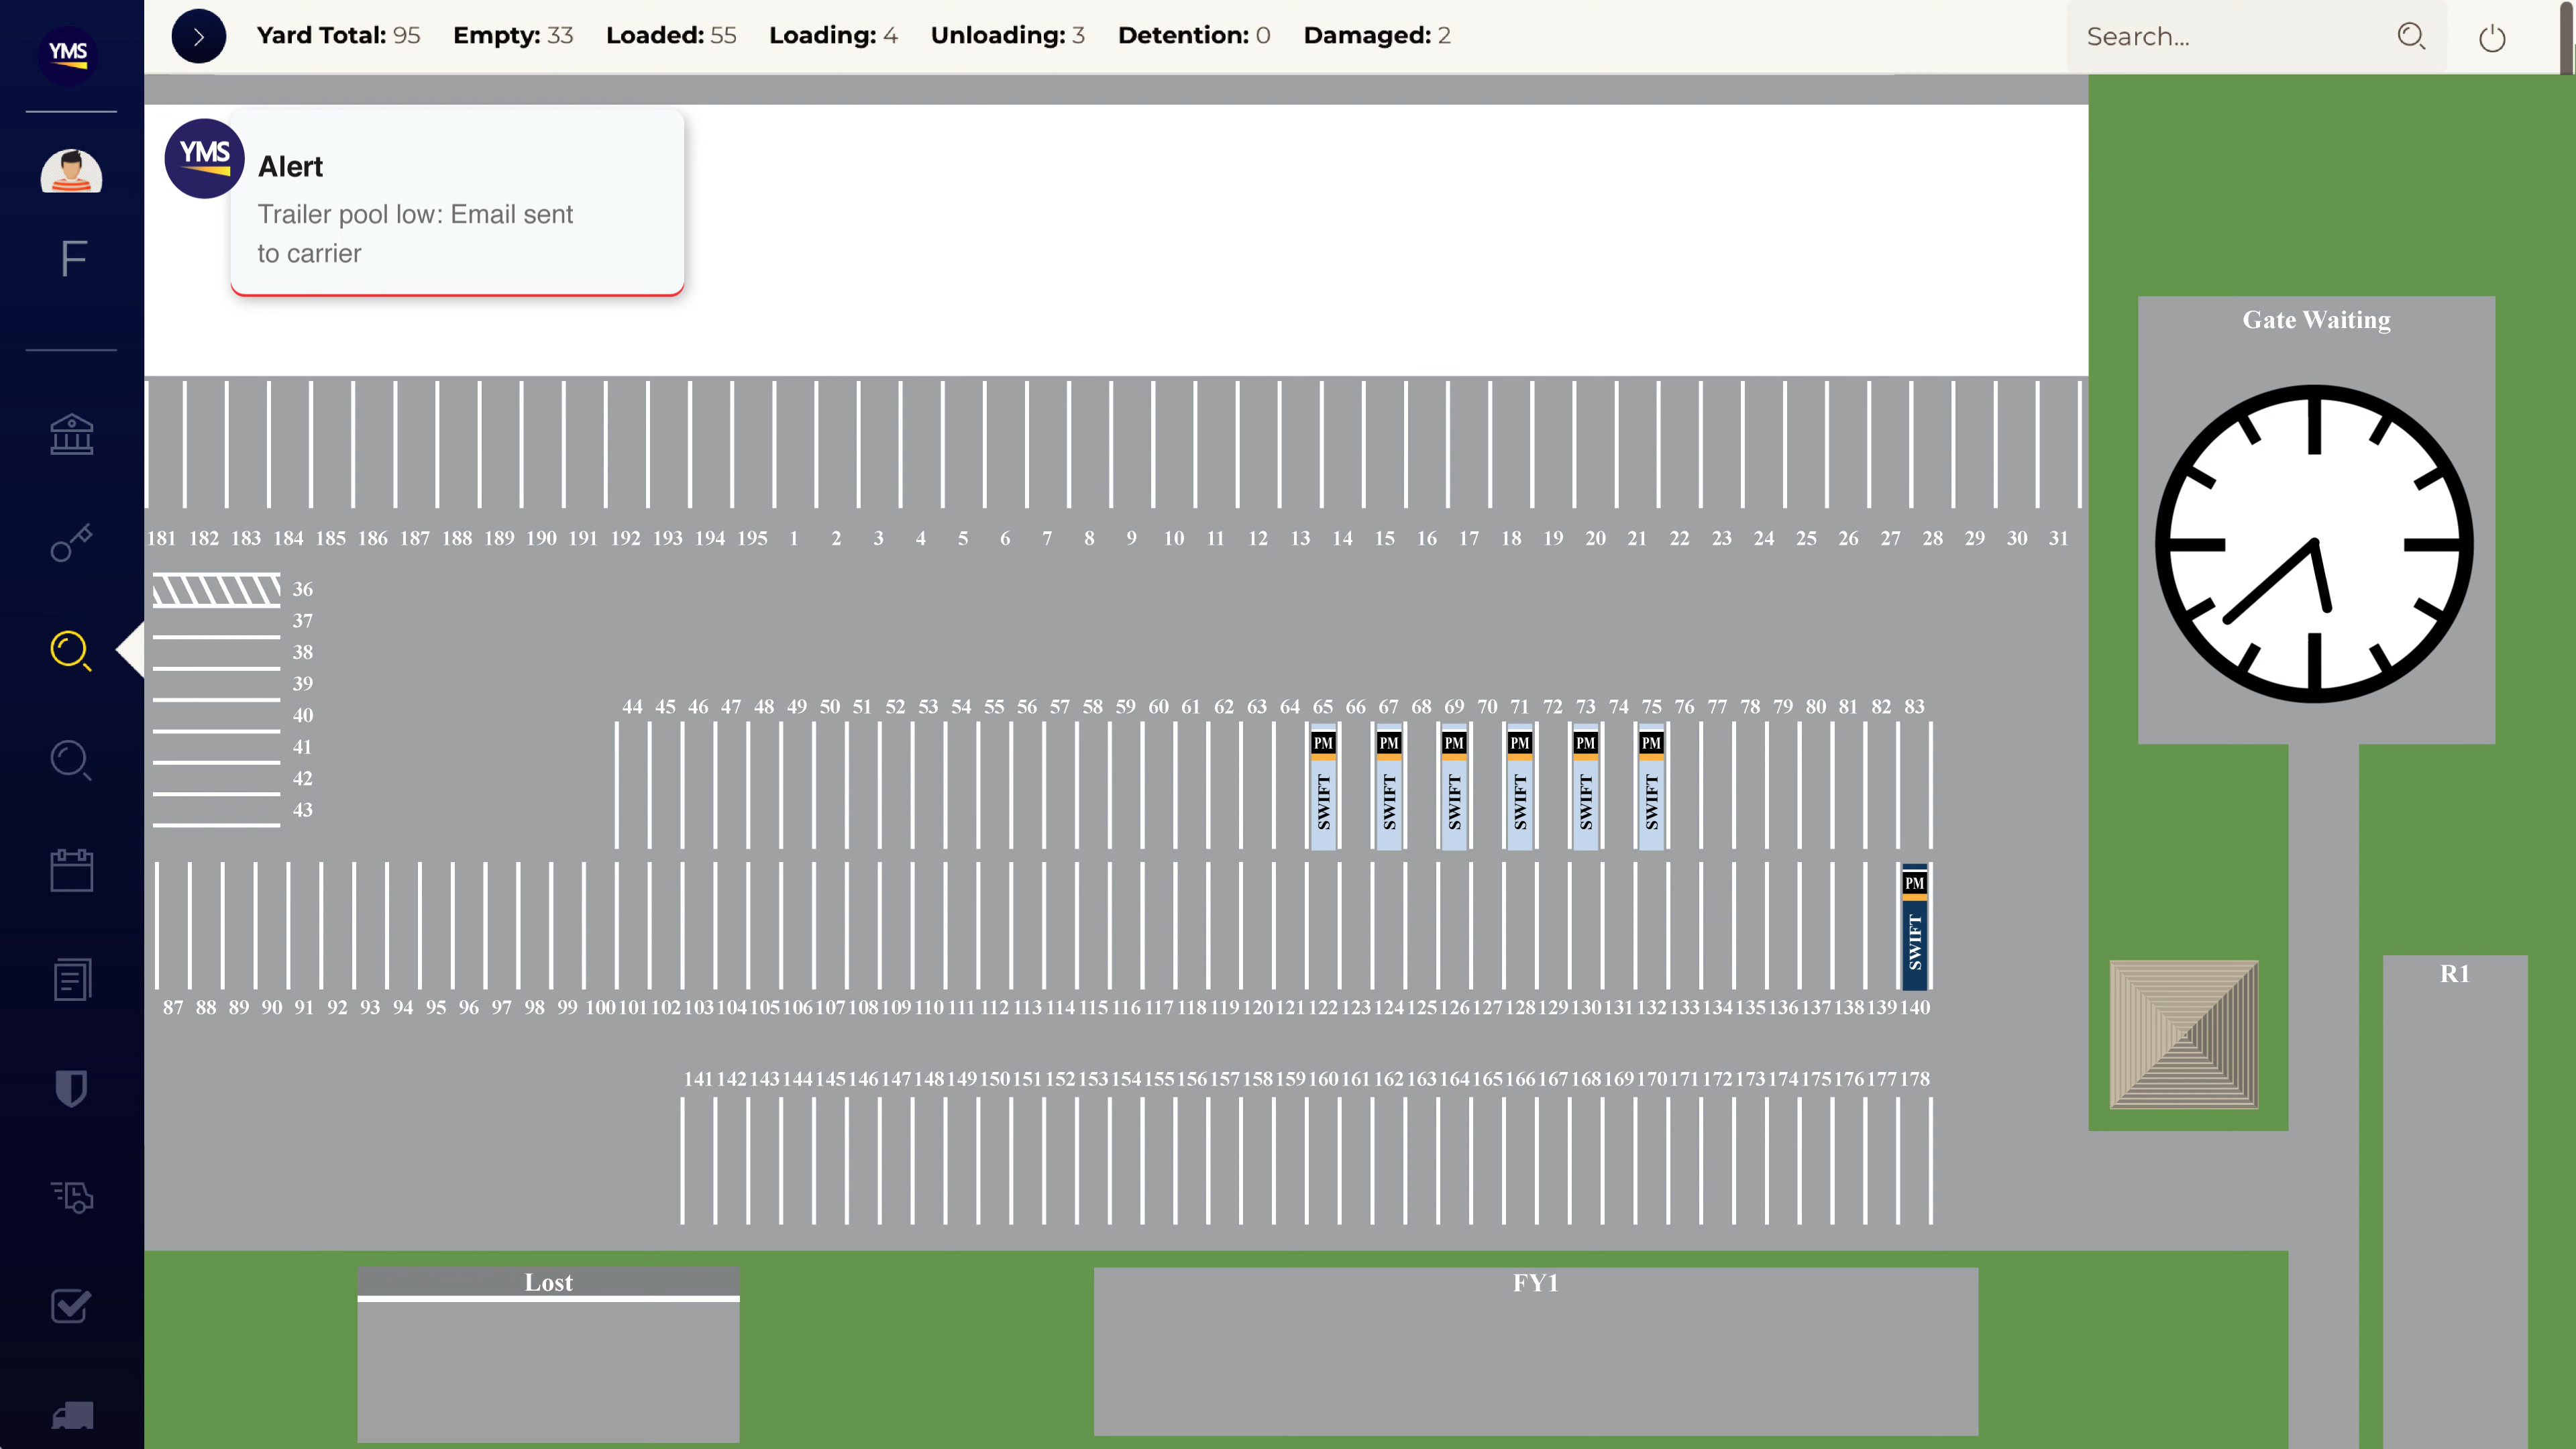 YMS
Yard Total: 95 Empty: 33 Loaded: 55 Loading: 4 Unloading: 3 Detention: 0 Damaged: 2
Search...
F
YMS
Alert
Trailer pool low: Email sent
to carrier
Gate Waiting
181 182 183 184 185 186 187 188 189 190 191 192 193 194 195 1 2 3 4 5 6 7 8 9 10 11 12 13 14 15 16 17 18 19 20 21 22 23 24 25 26 27 28 29 30 31
36
37
38
39
40
41
42
43
44 45 46 47 48 49 50 51 52 53 54 55 56 57 58 59 60 61 62 63 64 65 66 67 68 69 70 71 72 73 74 75 76 77 78 79 80 81 82 83
PM PM PM PM PM PM
SWIFT SWIFT SWIFT SWIFT SWIFT SWIFT
PM
SWIFT
87 88 89 90 91 92 93 94 95 96 97 98 99 100 101 102 103 104 105 106 107 108 109 110 111 112 113 114 115 116 117 118 119 120 121 122 123 124 125 126 127 128 129 130 131 132 133 134 135 136 137 138 139 140
R1
141 142 143 144 145 146 147 148 149 150 151 152 153 154 155 156 157 158 159 160 161 162 163 164 165 166 167 168 169 170 171 172 173 174 175 176 177 178
Lost
FY1